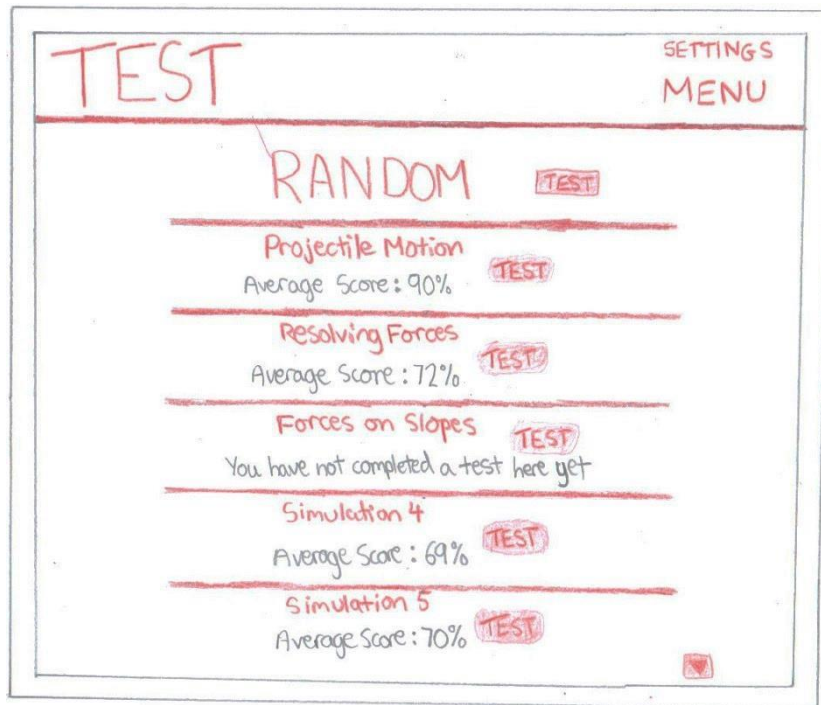 TEST
SETTINGS
MENU
RANDOM TEST
Projectile Motion
Average Score: 90% TEST
Resolving Forces
Average Score: 72% TEST
Forces on Slopes TEST
You have not completed a test here yet
Simulation 4
Average Score: 69% TEST
Simulation 5
Average Score: 70% TEST